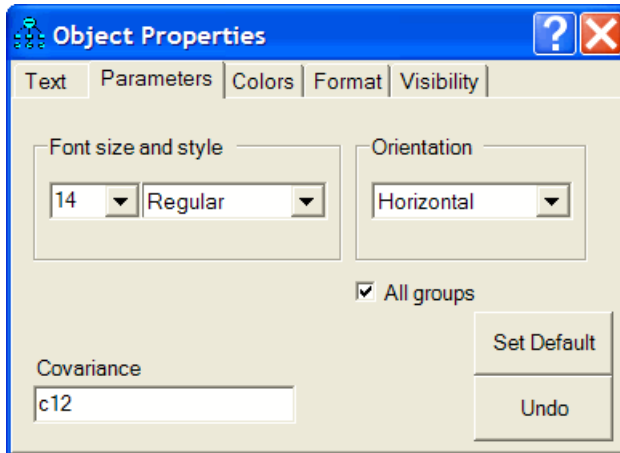 Object Properties
?
Text Parameters Colors Format Visibility
Font size and style Orientation
14 Regular Horizontal
All groups
Set Default
Covariance
c12
Undo